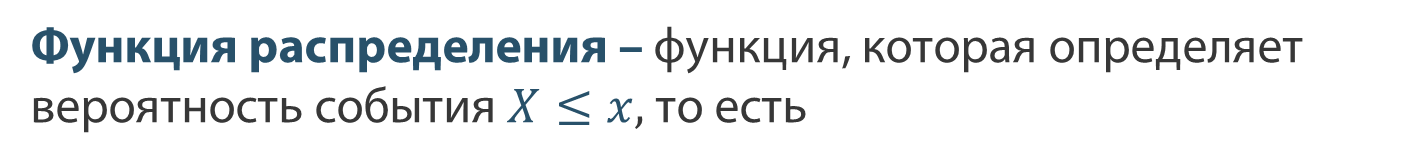 Функция распределения – функция, которая определяет
вероятность события X ≤ x, то есть